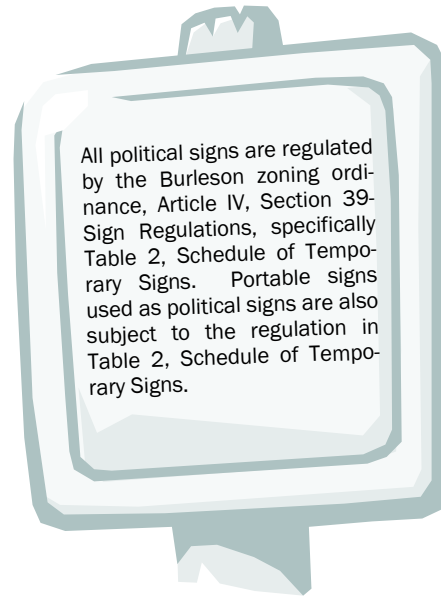 All political signs are regulated
by the Burleson zoning ordi-
nance, Article IV, Section 39-
Sign Regulations, specifically
Table 2, Schedule of Tempo-
rary Signs. Portable signs
used as political signs are also
subject to the regulation in
Table 2, Schedule of Tempo-
rary Signs.